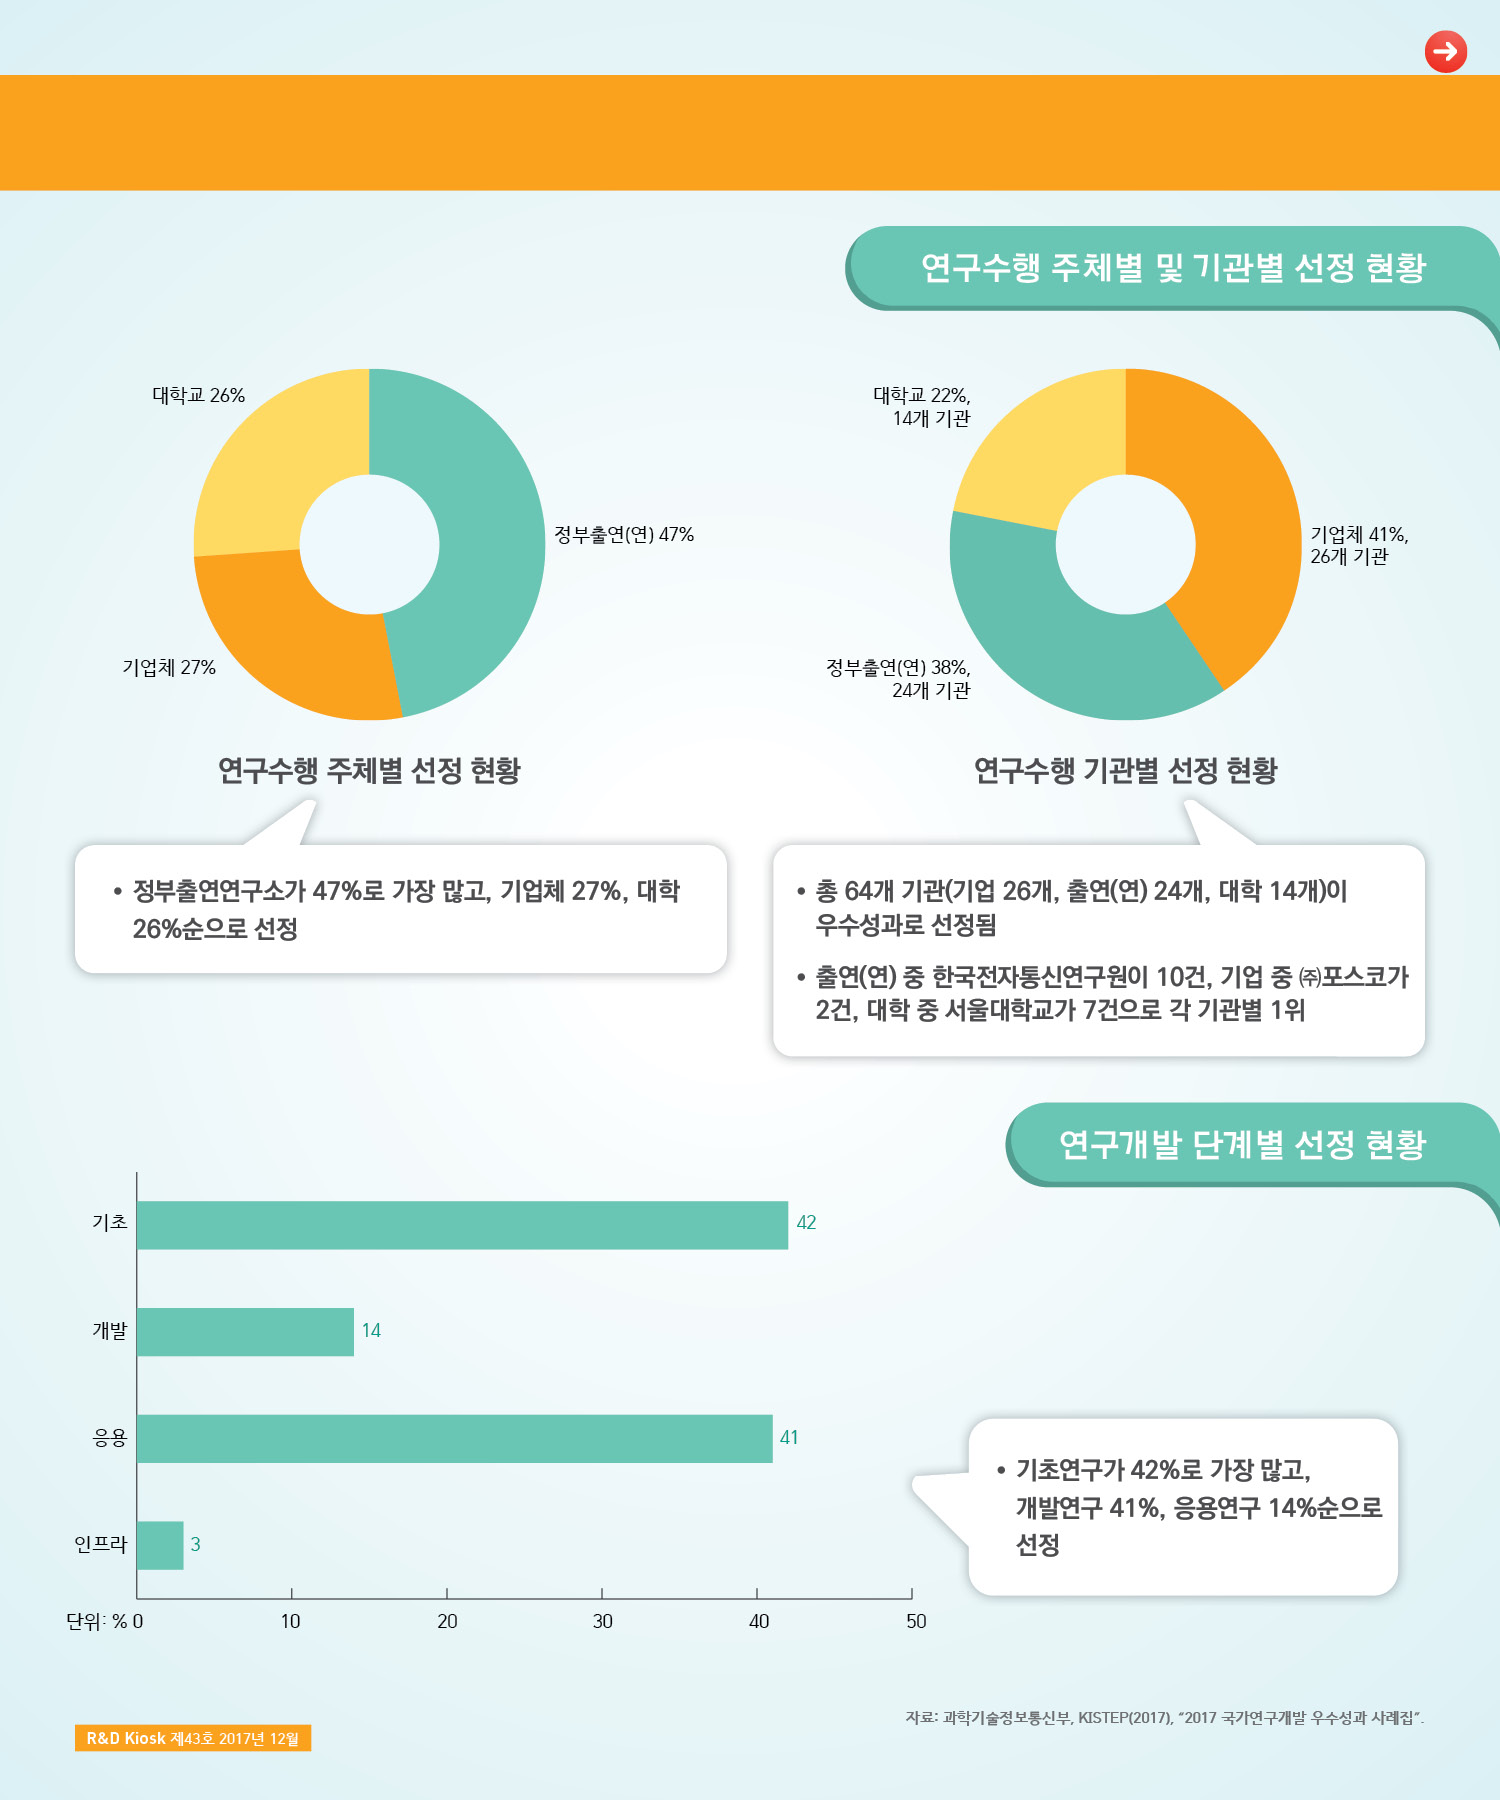 연구수행 주체별 및 기관별 선정 현황
대학교 26%
정부출연(연) 47%
기업체 27%
연구수행 주체별 선정 현황
• 정부출연연구소가 47%로 가장 많고, 기업체 27%, 대학
26%순으로 선정
대학교 22%,
14개 기관
기업체 41%,
26개 기관
정부출연(연) 38%,
24개 기관
연구수행 기관별 선정 현황
• 총 64개 기관(기업 26개, 출연(연) 24개, 대학 14개)이
우수성과로 선정됨
• 출연(연) 중 한국전자통신연구원이 10건, 기업 중 ㈜포스코가
2건, 대학 중 서울대학교가 7건으로 각 기관별 1위
연구개발 단계별 선정 현황
기초 42
개발 14
응용 41
인프라 3
단위: % 0 10 20 30 40 50
• 기초연구가 42%로 가장 많고,
개발연구 41%, 응용연구 14%순으로
선정
자료: 과학기술정보통신부, KISTEP(2017), “2017 국가연구개발 우수성과 사례집”.
R&D Kiosk 제43호 2017년 12월